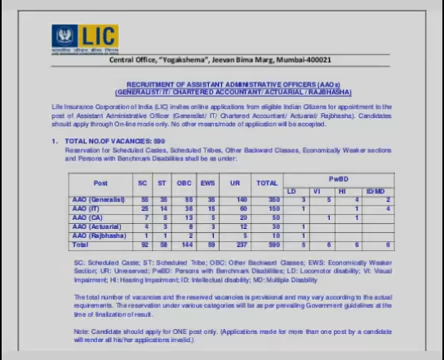 LIC
Central Office, "Yogakshema", Jeevan Bima Marg, Mumbai-400021
RECRUITMENT OF ASSISTANT ADMINISTRATIVE OFFICERS (AAOs)
(GENERALIST/ IT/ CHARTERED ACCOUNTANT/ ACTUARIAL / RAJBHASHA)
Life Insurance Corporation of India (LIC) invites online applications from eligible Indian Citizens for appointment to the
post of Assistant Administrative Officer (Generalist/ IT/ Chartered Accountant/ Actuarial/ Rajbhasha). Candidates
should apply through On-line mode only. No other means/mode of application will be accepted.
1. TOTAL NO.OF VACANCIES: 590
Reservation for Scheduled Castes, Scheduled Tribes, Other Backward Classes, Economically Weaker sections
and Persons with Benchmark Disabilities shall be as under:
Post SC ST OBC EWS UR TOTAL PwBD
LD VI HI ID/MD
AAO (Generalist) 55 35 85 35 140 350 3 5 4 2
AAO (IT) 25 14 36 15 60 150 1 1 4
AAO (CA) 7 5 13 5 20 50 1 1
AAO (Actuarial) 4 3 8 3 12 30 1
AAO (Rajbhasha) 1 1 2 1 5 10 1
Total 92 58 144 59 237 590 6 6 6 6
SC: Scheduled Caste; ST: Scheduled Tribe; OBC: Other Backward Classes; EWS: Economically Weaker
Section; UR: Unreserved; PwBD: Persons with Benchmark Disabilities; LD: Locomotor disability; VI: Visual
Impairment; HI: Hearing Impairment; ID: Intellectual disability; MD: Multiple Disability
The total number of vacancies and the reserved vacancies is provisional and may vary according to the actual
requirements. The reservation under various categories will be as per prevailing Government guidelines at the
time of finalization of result.
Note: Candidate should apply for ONE post only. (Applications made for more than one post by a candidate
will render all his/her applications invalid.)